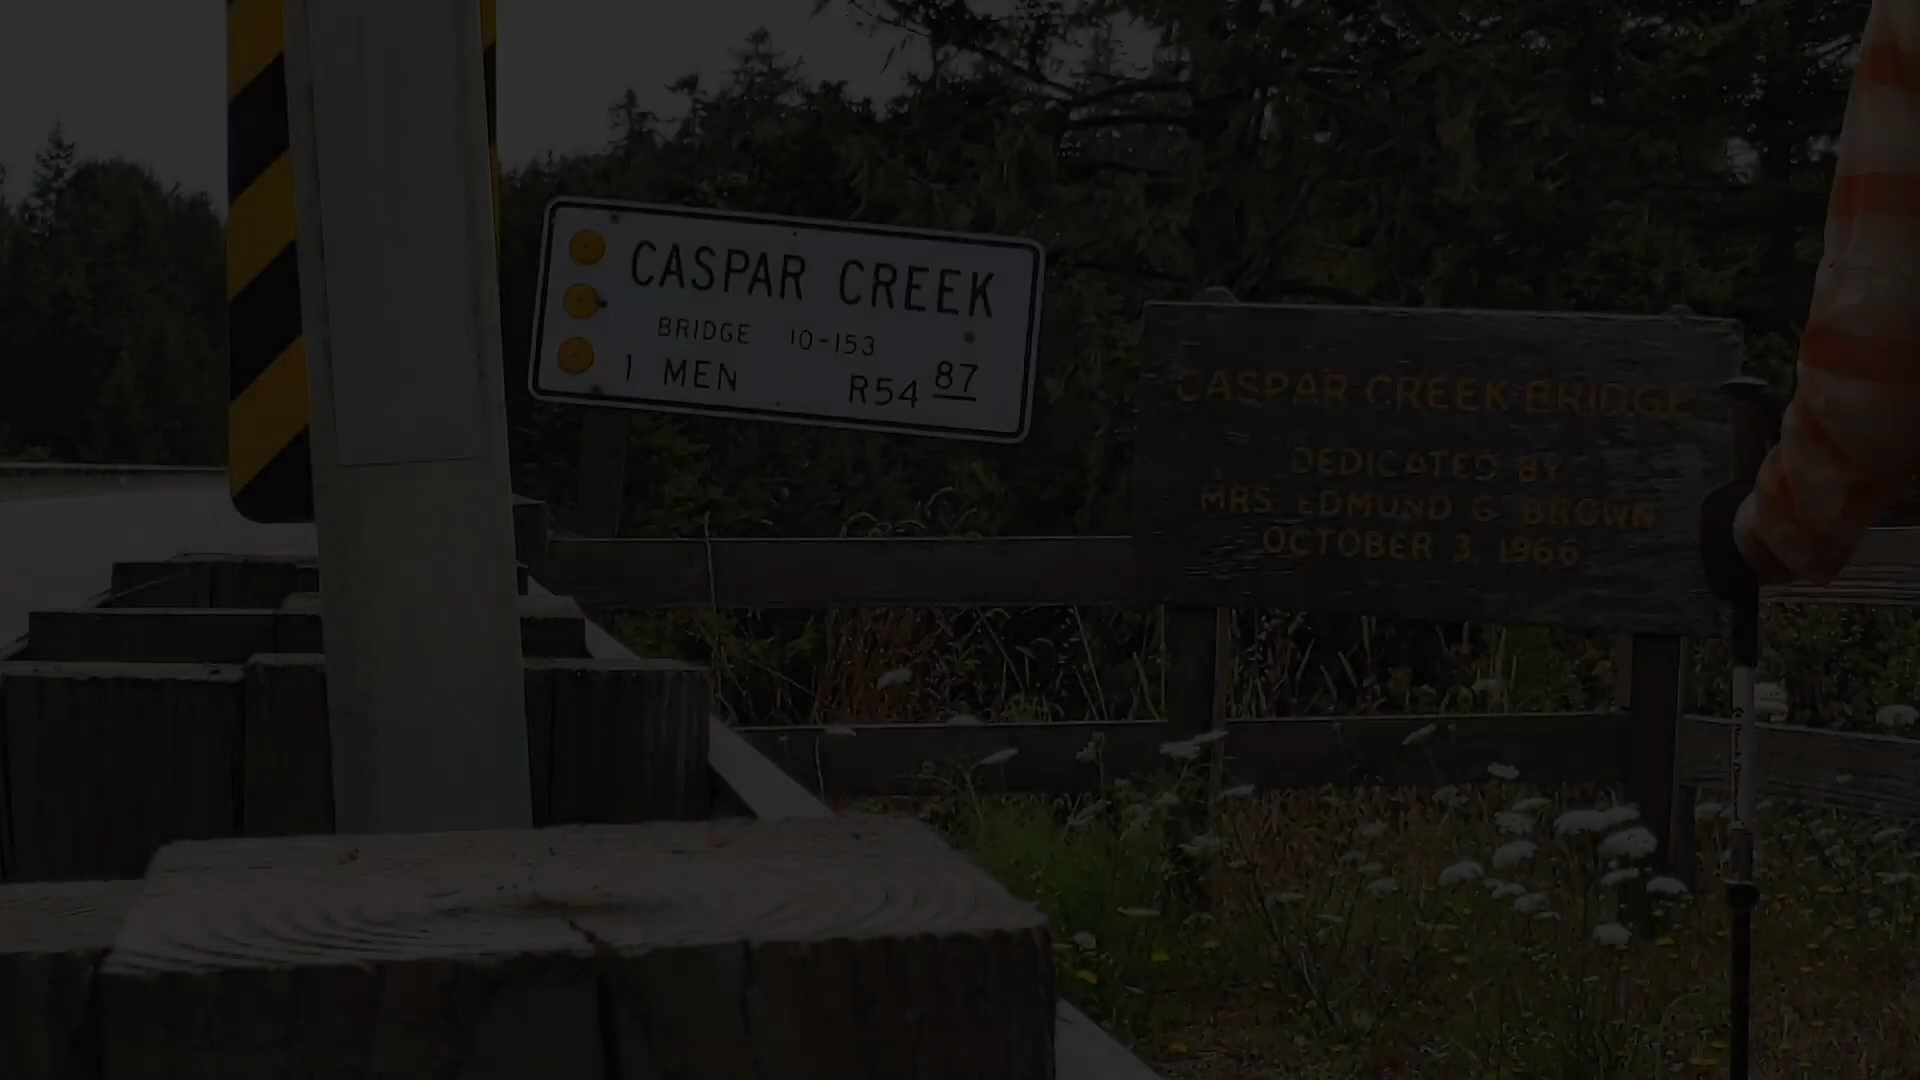 CASPAR CREEK
BRIDGE 10-153
1 MEN R54 87
CASPAR CREEK BRIDGE
DEDICATED BY
MRS EDMUND G BROWN
OCTOBER 3, 1966